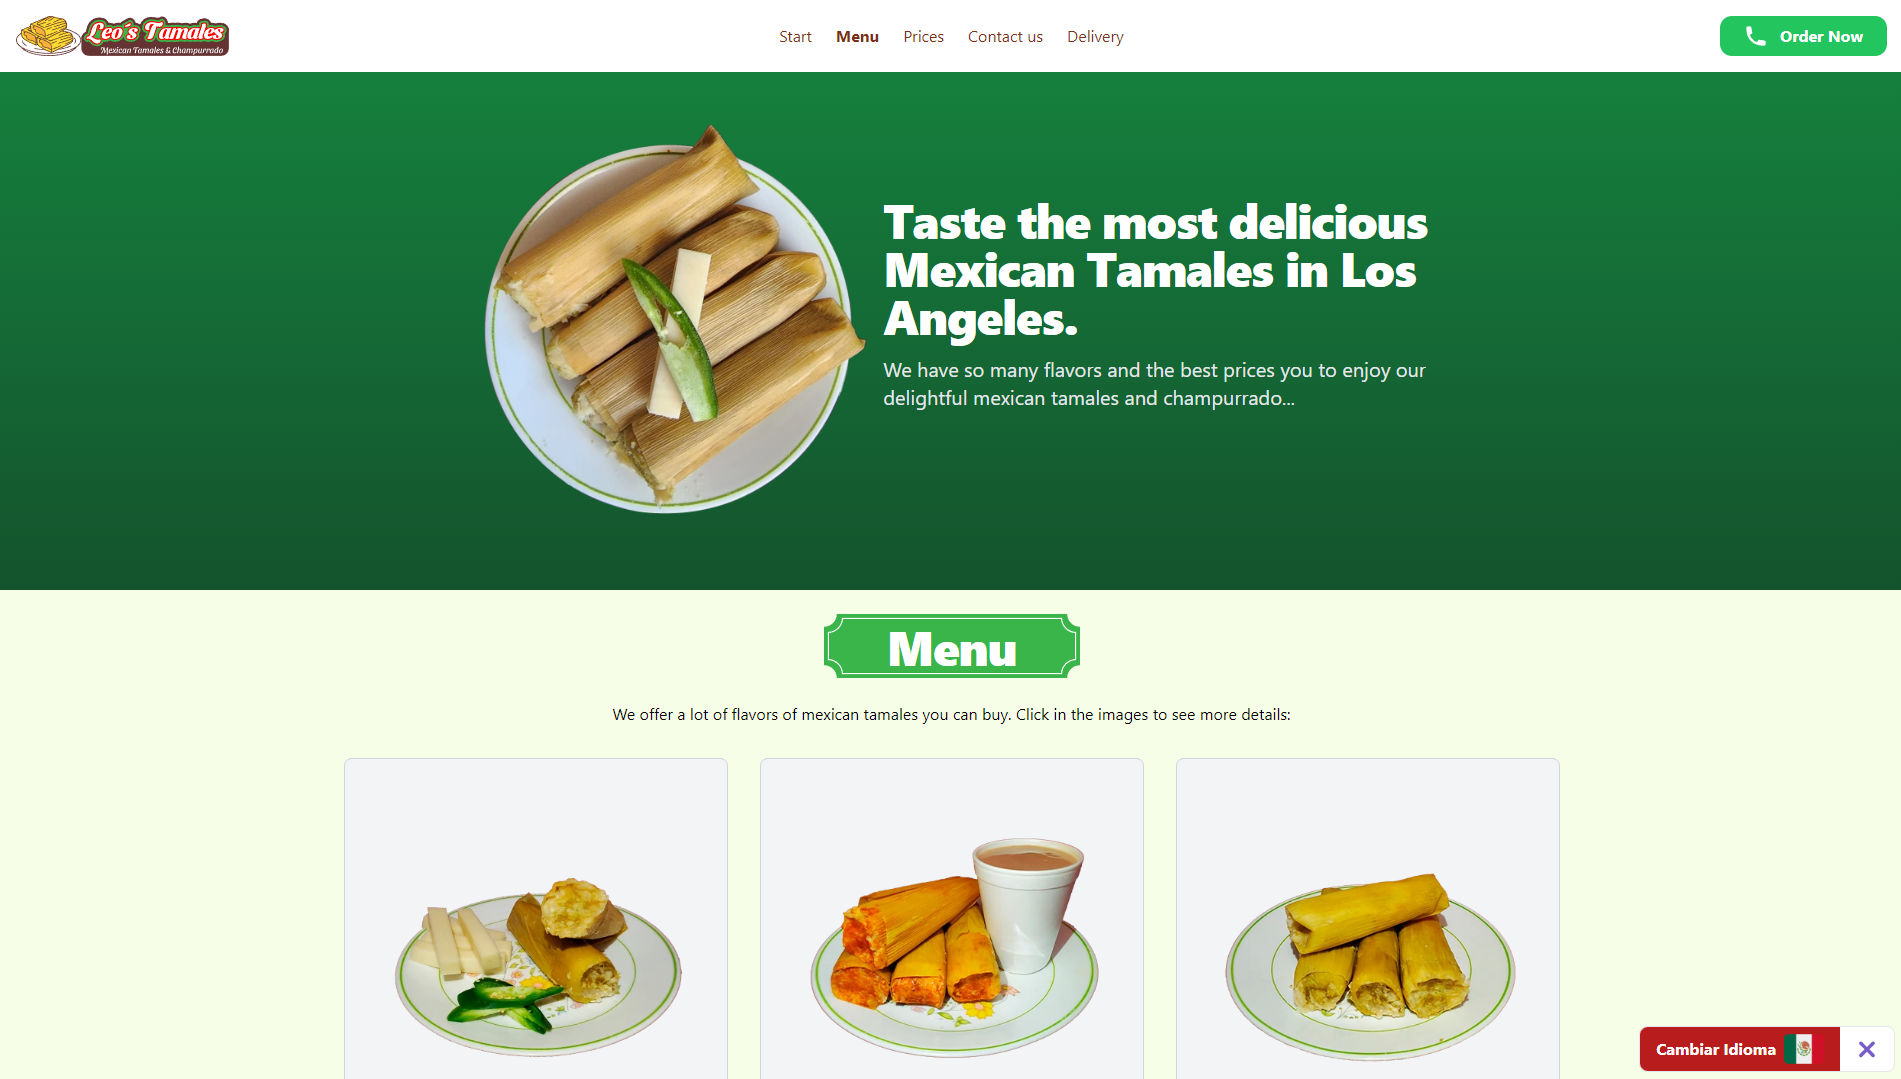 Leo's Tamales
Mexican Tamales & Champurrado
Start
Menu
Prices
Contact us
Delivery
Order Now
Taste the most delicious
Mexican Tamales in Los
Angeles.
We have so many flavors and the best prices you to enjoy our
delightful mexican tamales and champurrado...
Menu
We offer a lot of flavors of mexican tamales you can buy. Click in the images to see more details:
Cambiar Idioma